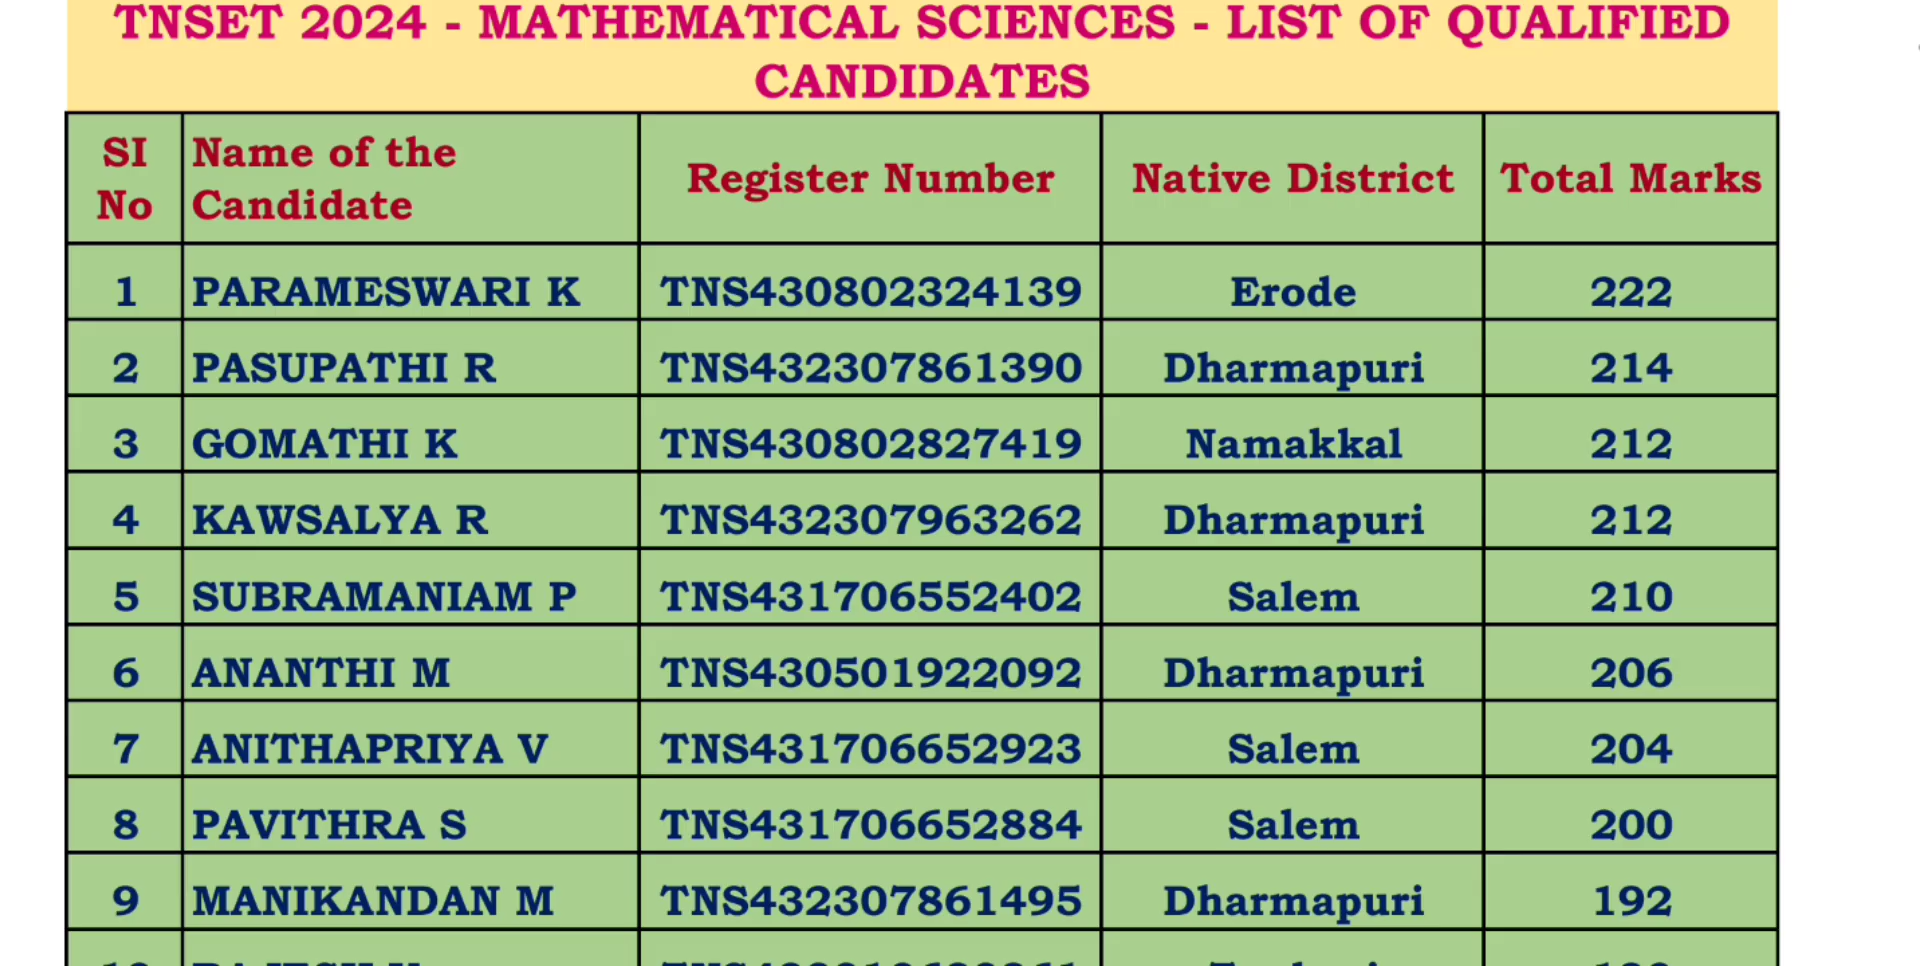 TNSET 2024 - MATHEMATICAL SCIENCES - LIST OF QUALIFIED
CANDIDATES
SI No Name of the Candidate Register Number Native District Total Marks
1 PARAMESWARI K TNS430802324139 Erode 222
2 PASUPATHI R TNS432307861390 Dharmapuri 214
3 GOMATHI K TNS430802827419 Namakkal 212
4 KAWSALYA R TNS432307963262 Dharmapuri 212
5 SUBRAMANIAM P TNS431706552402 Salem 210
6 ANANTHI M TNS430501922092 Dharmapuri 206
7 ANITHAPRIYA V TNS431706652923 Salem 204
8 PAVITHRA S TNS431706652884 Salem 200
9 MANIKANDAN M TNS432307861495 Dharmapuri 192